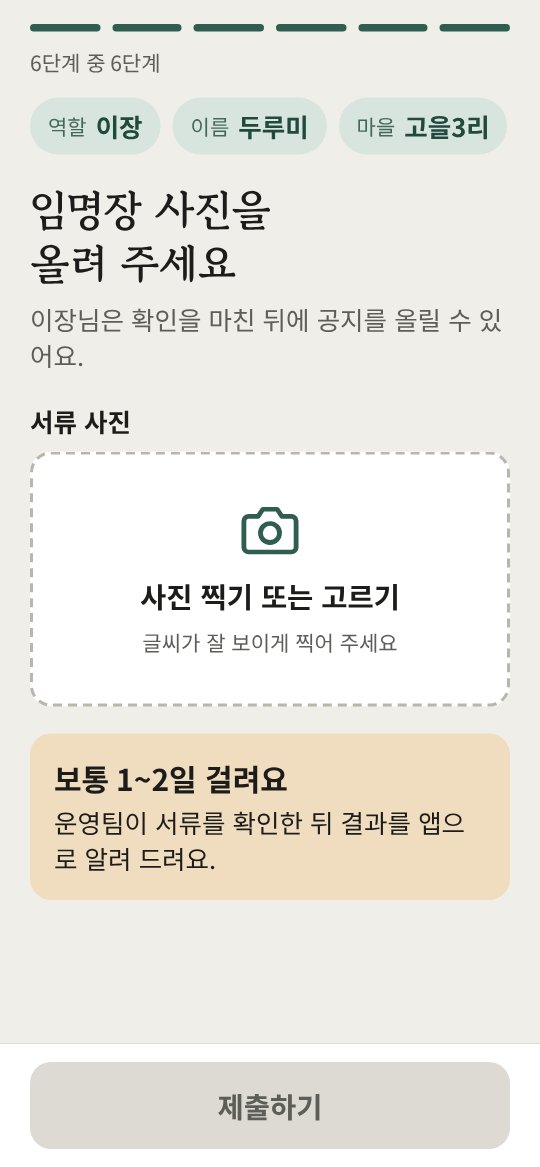 6단계 중 6단계
역할 이장 이름 두루미 마을 고을3리
임명장 사진을
올려 주세요
이장님은 확인을 마친 뒤에 공지를 올릴 수 있
어요.
서류 사진
사진 찍기 또는 고르기
글씨가 잘 보이게 찍어 주세요
보통 1~2일 걸려요
운영팀이 서류를 확인한 뒤 결과를 앱으
로 알려 드려요.
제출하기